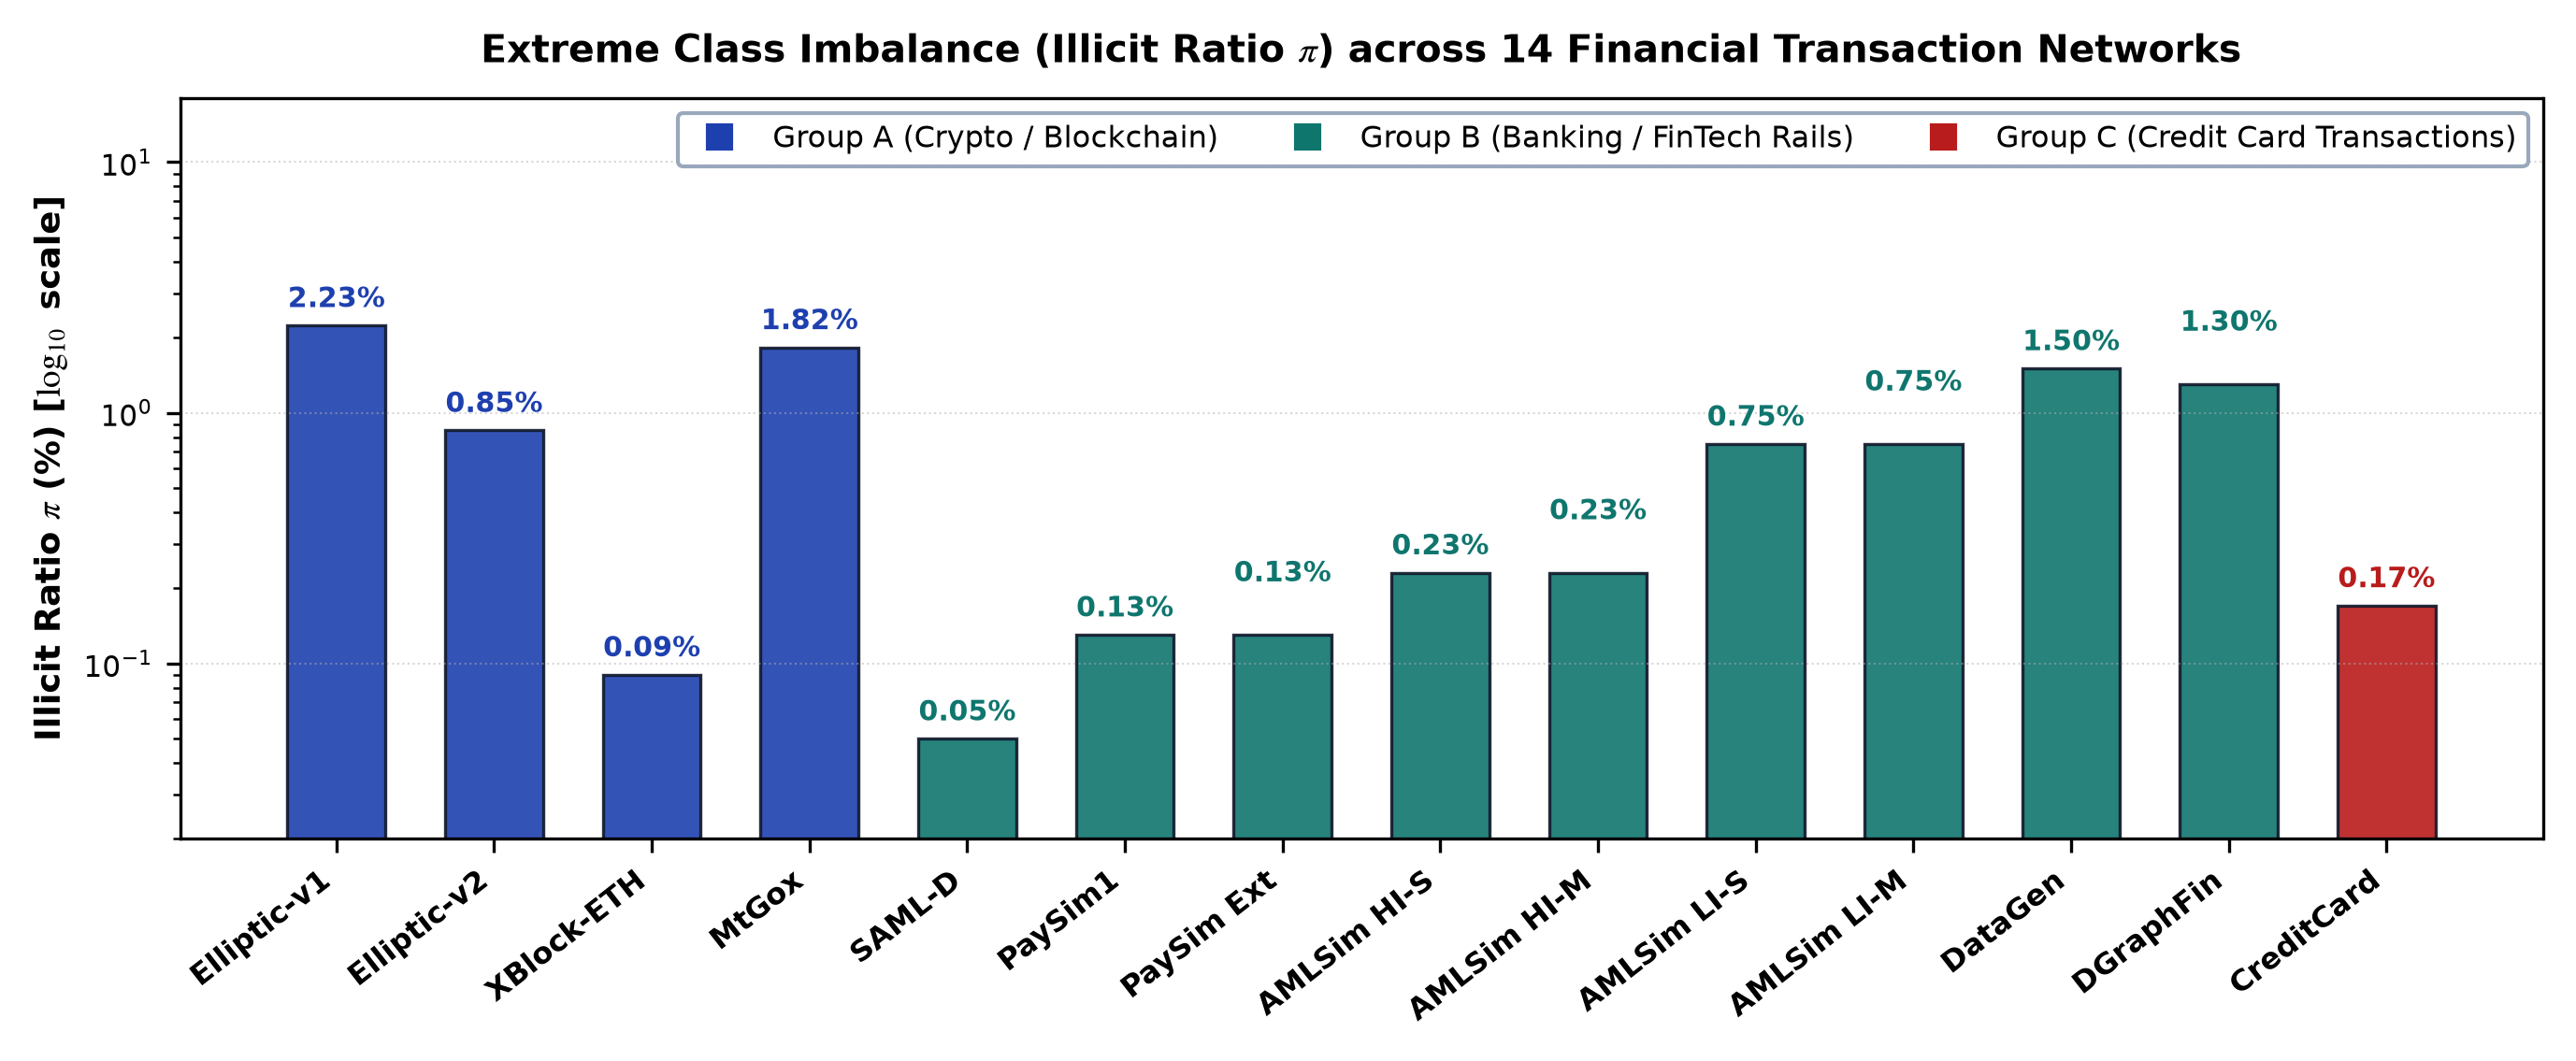 Extreme Class Imbalance (Illicit Ratio π) across 14 Financial Transaction Networks
Group A (Crypto / Blockchain)
Group B (Banking / FinTech Rails)
Group C (Credit Card Transactions)
Illicit Ratio π (%) [log₁₀ scale]
10¹
10⁰
10⁻¹
2.23%
0.85%
0.09%
1.82%
0.05%
0.13%
0.13%
0.23%
0.23%
0.75%
0.75%
1.50%
1.30%
0.17%
Elliptic-v1
Elliptic-v2
XBlock-ETH
MtGox
SAML-D
PaySim1
PaySim Ext
AMLSim HI-S
AMLSim HI-M
AMLSim LI-S
AMLSim LI-M
DataGen
DGraphFin
CreditCard